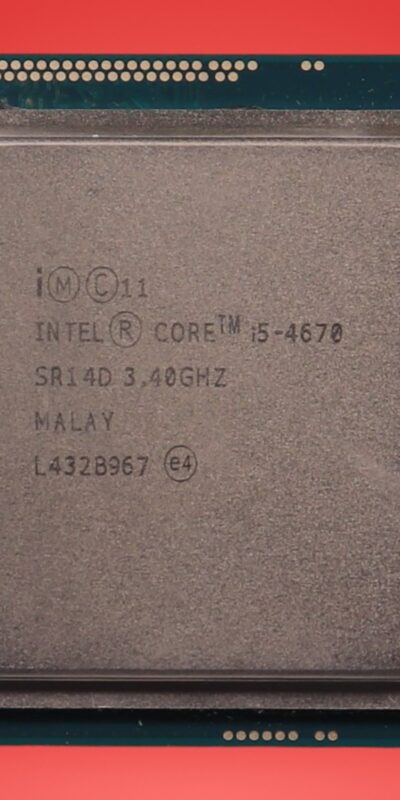 i Ⓜ Ⓒ 11
INTEL® CORE™ i5-4670
SR14D 3.40GHZ
MALAY
L432B967 ⓔ4